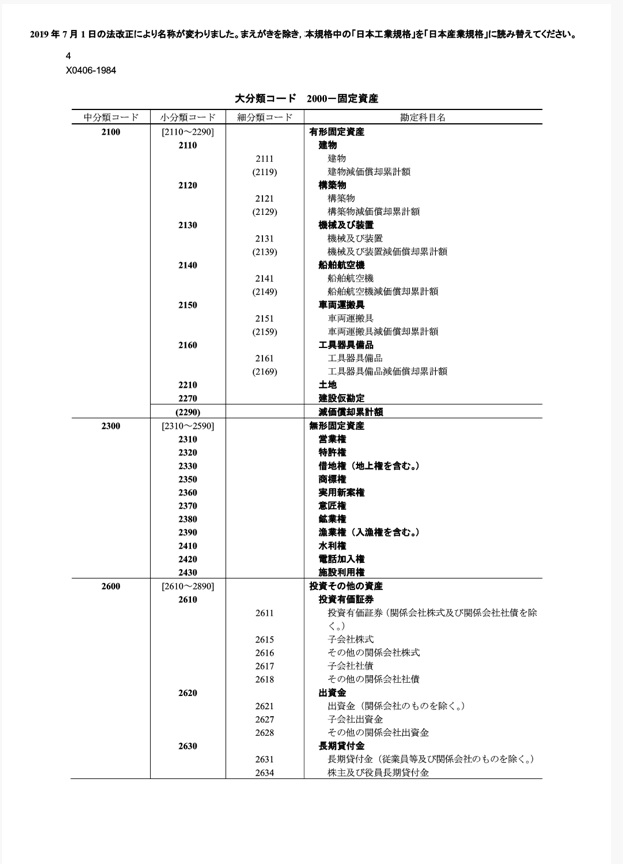 2019 年 7 月 1 日の法改正により名称が変わりました。まえがきを除き，本規格中の「日本工業規格」を「日本産業規格」に読み替えてください。
4
X0406-1984
大分類コード　2000－固定資産
中分類コード 小分類コード 細分類コード 勘定科目名
2100 [2110～2290] 有形固定資産
2110 建物
2111 建物
(2119) 建物減価償却累計額
2120 構築物
2121 構築物
(2129) 構築物減価償却累計額
2130 機械及び装置
2131 機械及び装置
(2139) 機械及び装置減価償却累計額
2140 船舶航空機
2141 船舶航空機
(2149) 船舶航空機減価償却累計額
2150 車両運搬具
2151 車両運搬具
(2159) 車両運搬具減価償却累計額
2160 工具器具備品
2161 工具器具備品
(2169) 工具器具備品減価償却累計額
2210 土地
2270 建設仮勘定
(2290) 減価償却累計額
2300 [2310～2590] 無形固定資産
2310 営業権
2320 特許権
2330 借地権（地上権を含む。）
2350 商標権
2360 実用新案権
2370 意匠権
2380 鉱業権
2390 漁業権（入漁権を含む。）
2410 水利権
2420 電話加入権
2430 施設利用権
2600 [2610～2890] 投資その他の資産
2610 投資有価証券
2611 投資有価証券（関係会社株式及び関係会社社債を除
く。）
2615 子会社株式
2616 その他の関係会社株式
2617 子会社社債
2618 その他の関係会社社債
2620 出資金
2621 出資金（関係会社のものを除く。）
2627 子会社出資金
2628 その他の関係会社出資金
2630 長期貸付金
2631 長期貸付金（従業員等及び関係会社のものを除く。）
2634 株主及び役員長期貸付金